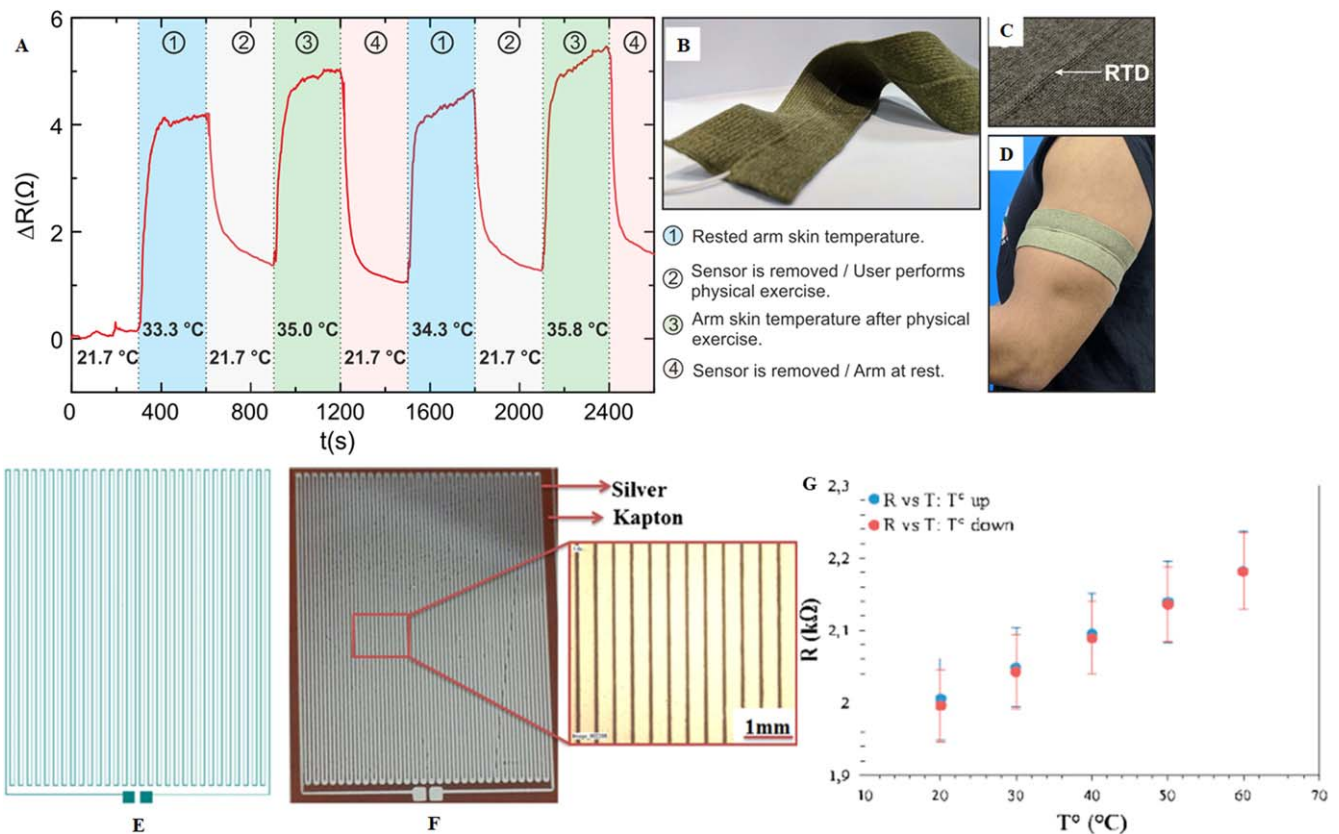 A
6
4
2
0
ΔR(Ω)
① ② ③ ④ ① ② ③ ④
33.3 °C 35.0 °C 34.3 °C 35.8 °C
21.7 °C 21.7 °C 21.7 °C 21.7 °C
0 400 800 1200 1600 2000 2400
t(s)
B
C
RTD
D
① Rested arm skin temperature.
② Sensor is removed / User performs
physical exercise.
③ Arm skin temperature after physical
exercise.
④ Sensor is removed / Arm at rest.
E
Silver
Kapton
1mm
F
G
2,3
2,2
2,1
2
1,9
R (kΩ)
R vs T: T° up
R vs T: T° down
10 20 30 40 50 60 70
T° (°C)